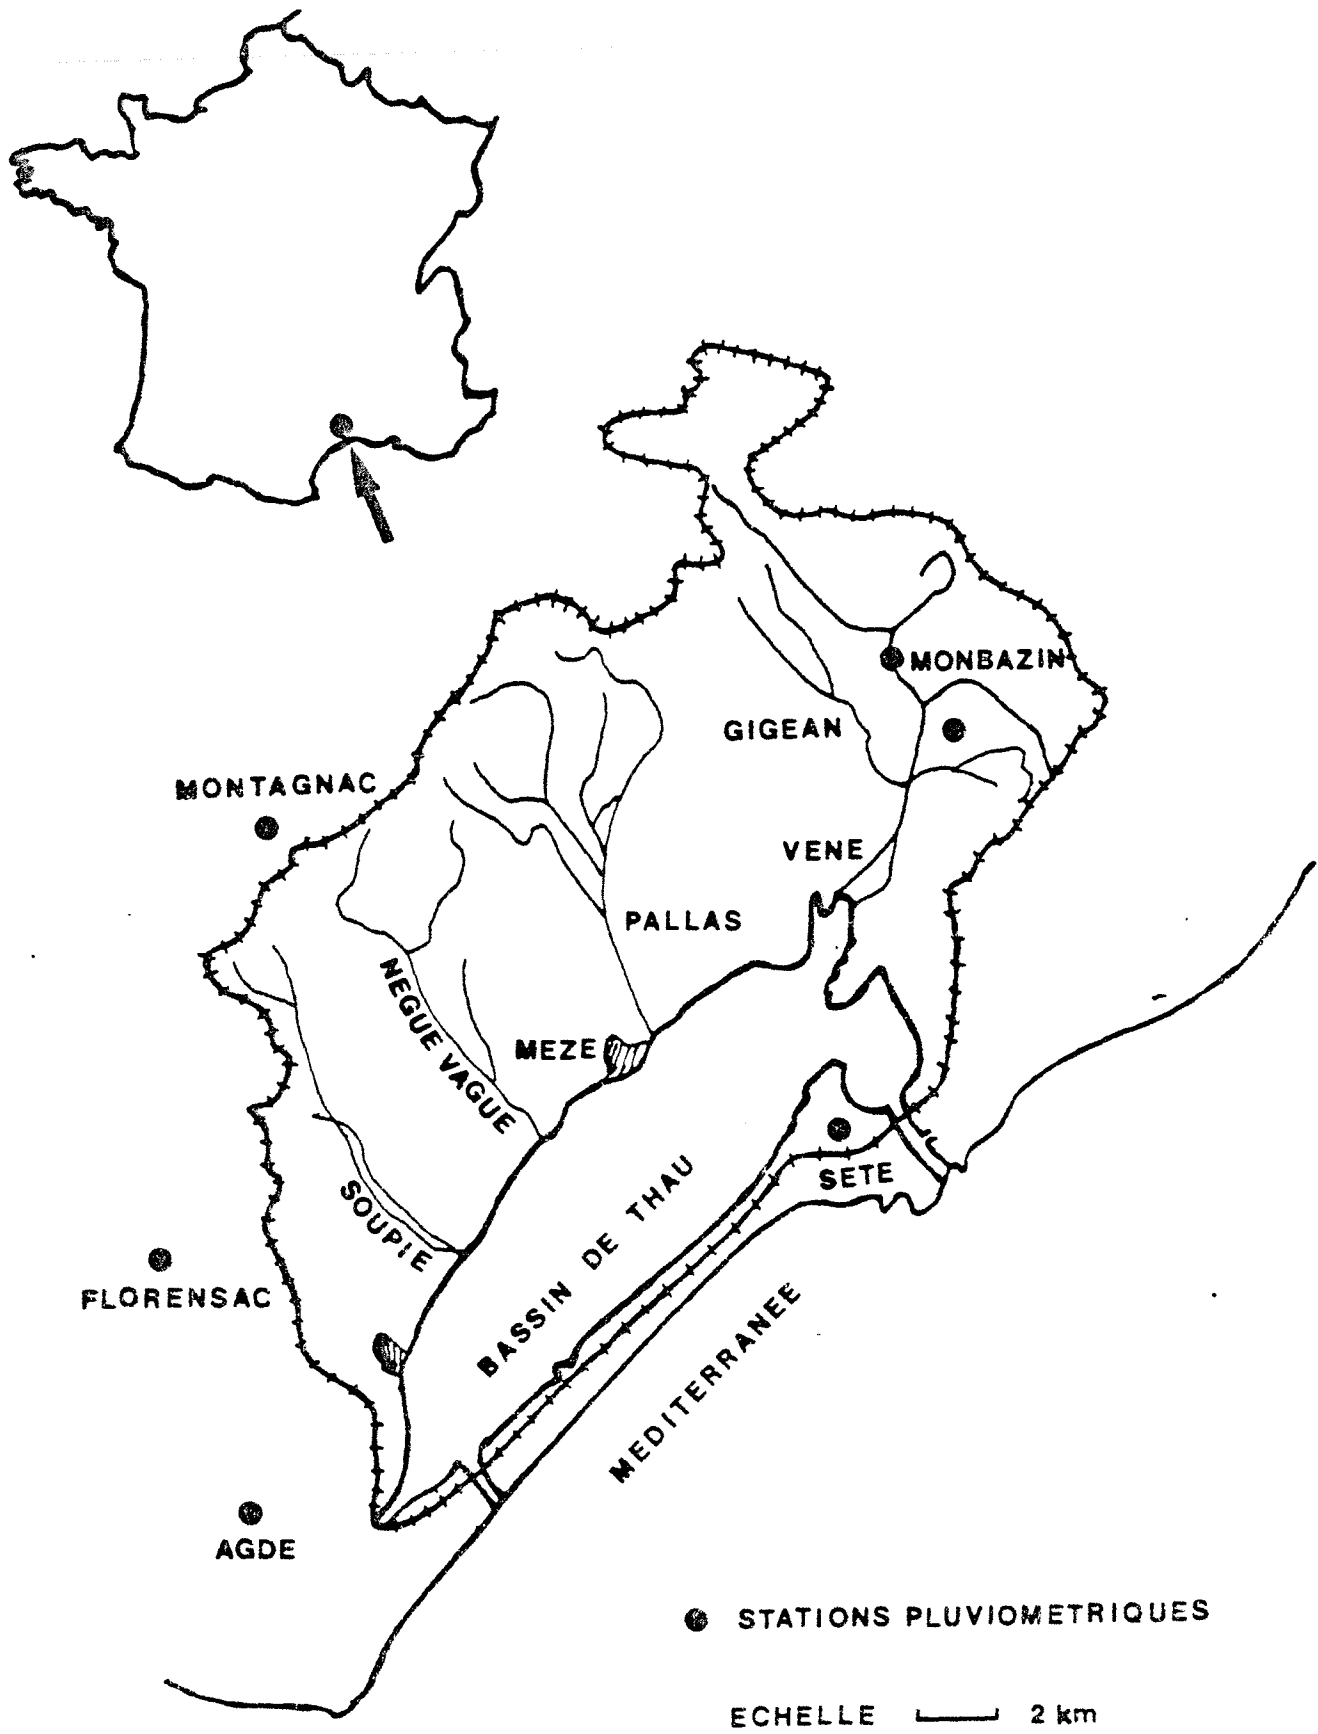 MONBAZIN
GIGEAN
MONTAGNAC
VENE
PALLAS
NEGUE VAGUE
MEZE
SETE
SOUPIE
BASSIN DE THAU
FLORENSAC
MEDITERRANEE
AGDE
STATIONS PLUVIOMETRIQUES
ECHELLE 2 km